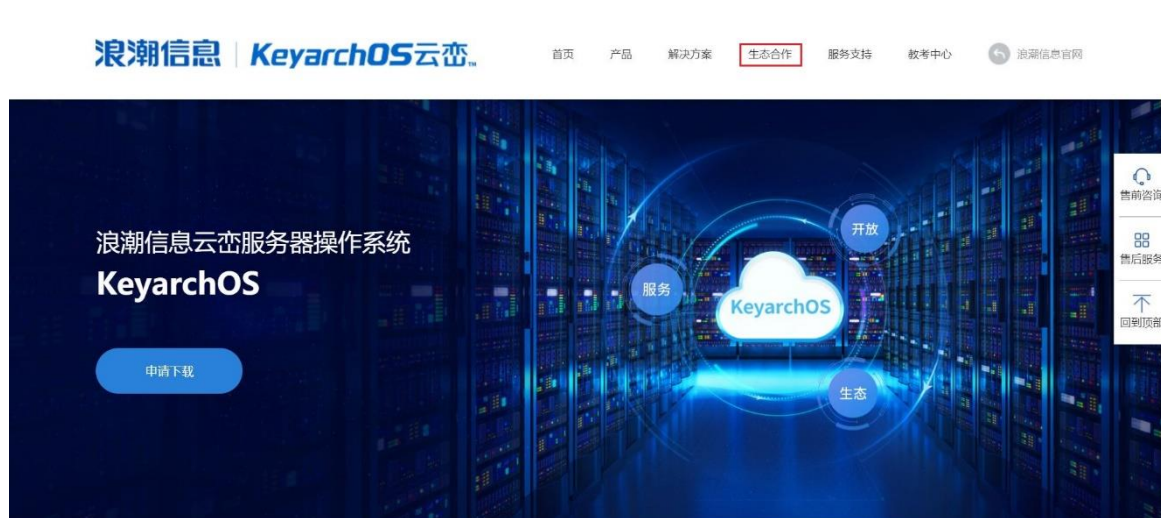 浪潮信息 KeyarchOS云峦™
首页 产品 解决方案 生态合作 服务支持 教考中心 浪潮信息官网
浪潮信息云峦服务器操作系统
KeyarchOS
申请下载
开放
服务
KeyarchOS
生态
售前咨询
售后服务
回到顶部